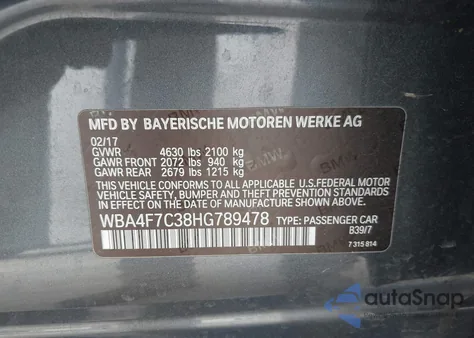 MFD BY BAYERISCHE MOTOREN WERKE AG
02/17
GVWR 4630 lbs 2100 kg
GAWR FRONT 2072 lbs 940 kg
GAWR REAR 2679 lbs 1215 kg
THIS VEHICLE CONFORMS TO ALL APPLICABLE U.S.FEDERAL MOTOR
VEHICLE SAFETY, BUMPER AND THEFT PREVENTION STANDARDS IN
EFFECT ON THE DATE OF MANUFACTURE SHOWN ABOVE.
WBA4F7C38HG789478 TYPE: PASSENGER CAR
B39/7
7 315 814
autoSnap